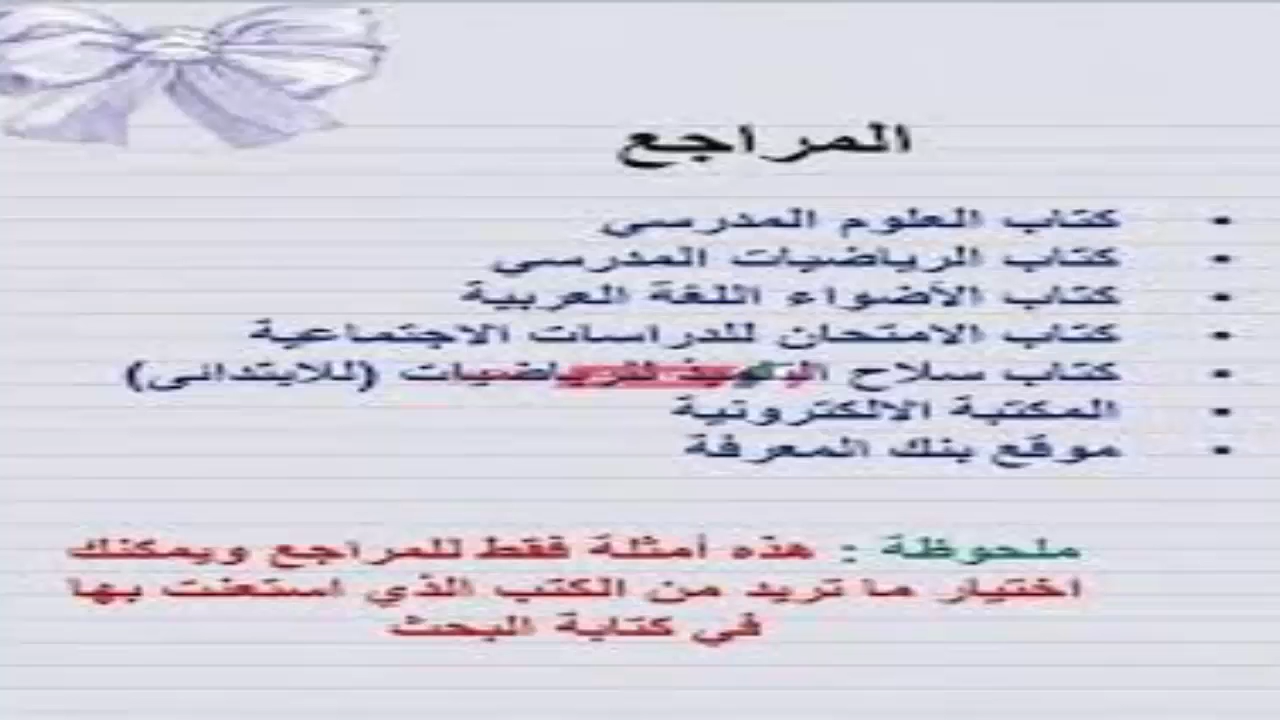 المراجع
• كتاب العلوم المدرسي
• كتاب الرياضيات المدرسي
• كتاب الأضواء اللغة العربية
• كتاب الامتحان للدراسات الاجتماعية
• كتاب سلاح للرياضيات (للابتدائى)
• المكتبة الالكترونية
• موقع بنك المعرفة
ملحوظة : هذه أمثلة فقط للمراجع ويمكنك
اختيار ما تريد من الكتب الذي استعنت بها
في كتابة البحث